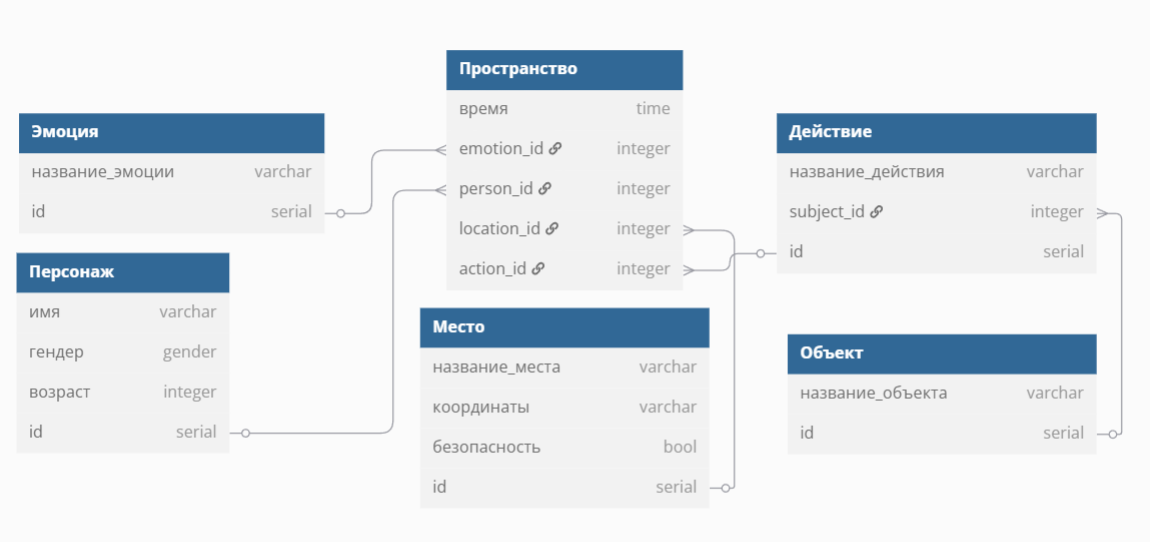 Эмоция
название_эмоции varchar
id serial
Персонаж
имя varchar
гендер gender
возраст integer
id serial
Пространство
время time
emotion_id integer
person_id integer
location_id integer
action_id integer
Место
название_места varchar
координаты varchar
безопасность bool
id serial
Действие
название_действия varchar
subject_id integer
id serial
Объект
название_объекта varchar
id serial